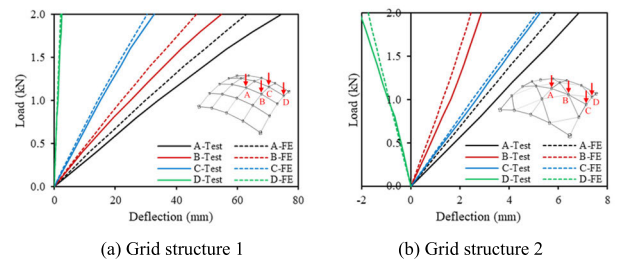 2.0
1.5
1.0
0.5
0.0
Load (kN)
0
20
40
60
80
Deflection (mm)
A
B
C
D
A-Test
A-FE
B-Test
B-FE
C-Test
C-FE
D-Test
D-FE
(a) Grid structure 1
2.0
1.5
1.0
0.5
0.0
Load (kN)
-2
0
2
4
6
8
Deflection (mm)
A
B
D
C
A-Test
A-FE
B-Test
B-FE
C-Test
C-FE
D-Test
D-FE
(b) Grid structure 2